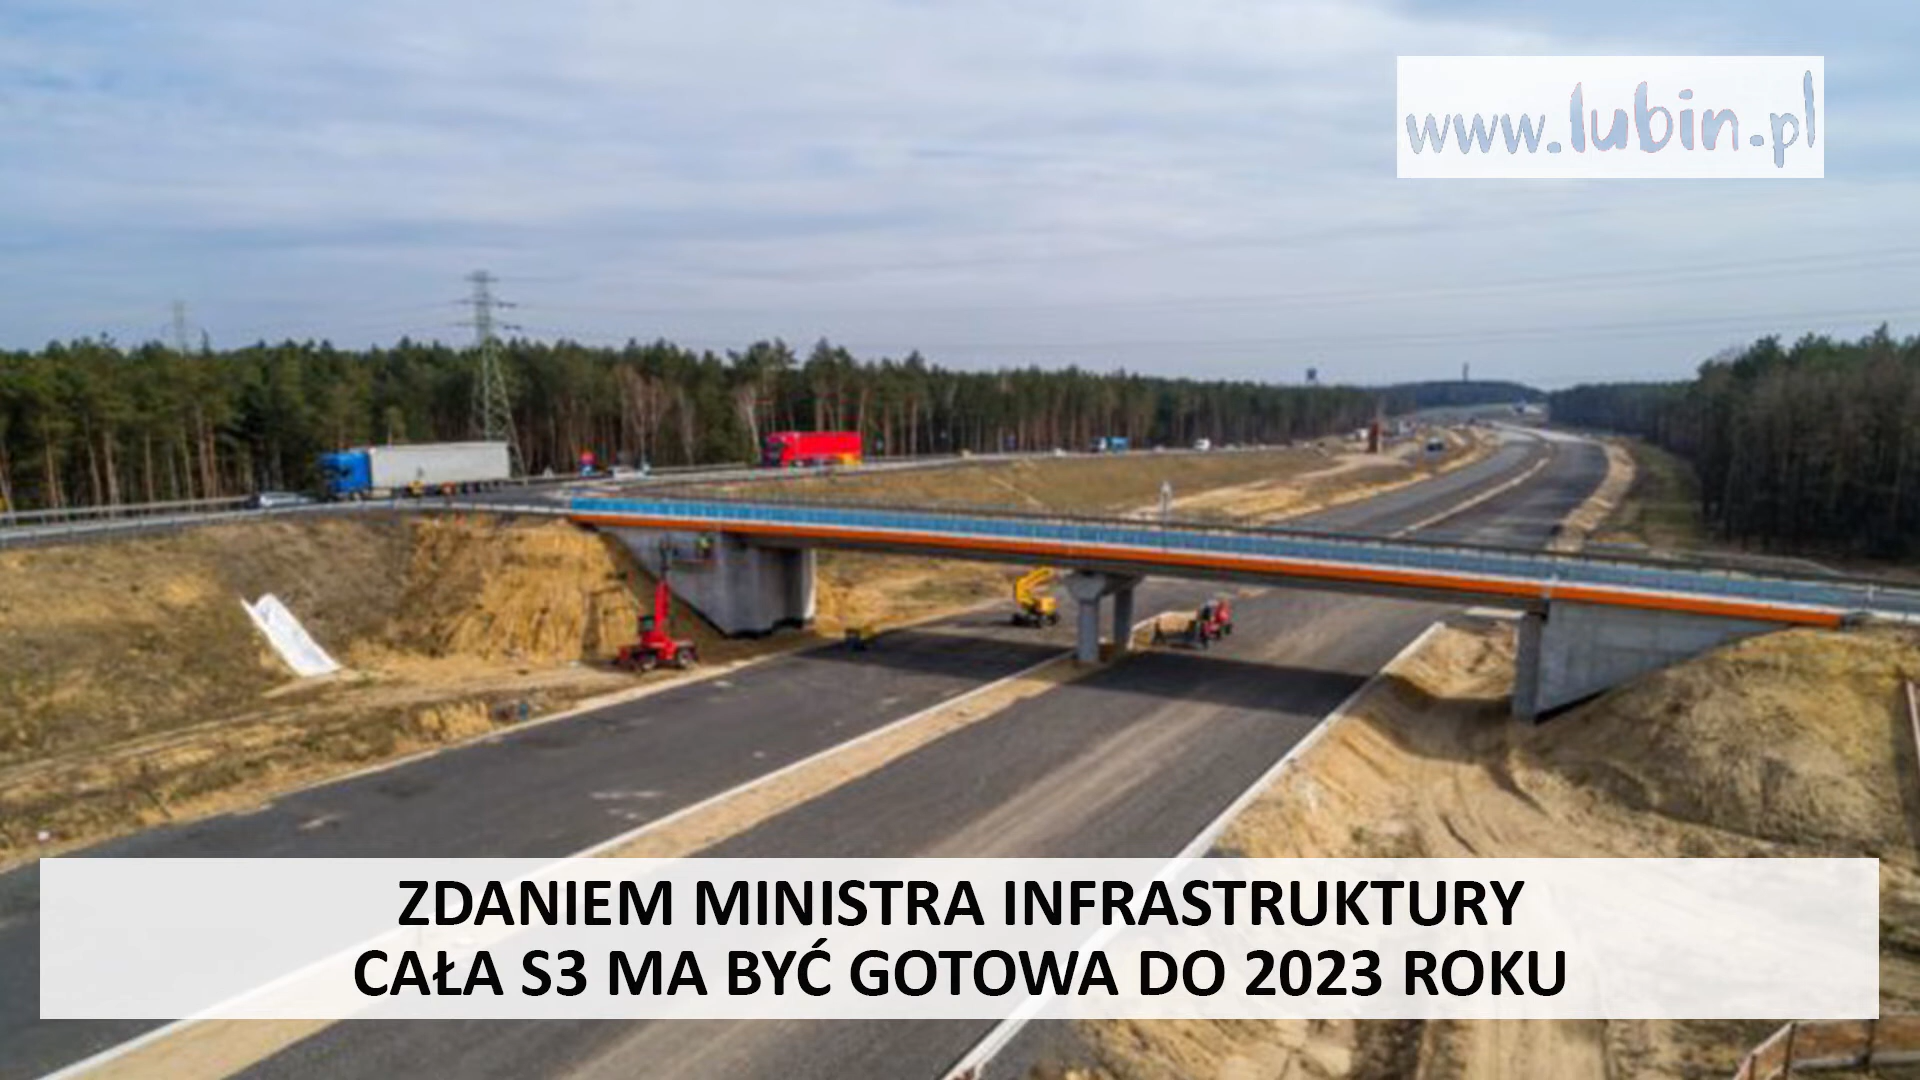 www.lubin.pl
ZDANIEM MINISTRA INFRASTRUKTURY
CAŁA S3 MA BYĆ GOTOWA DO 2023 ROKU